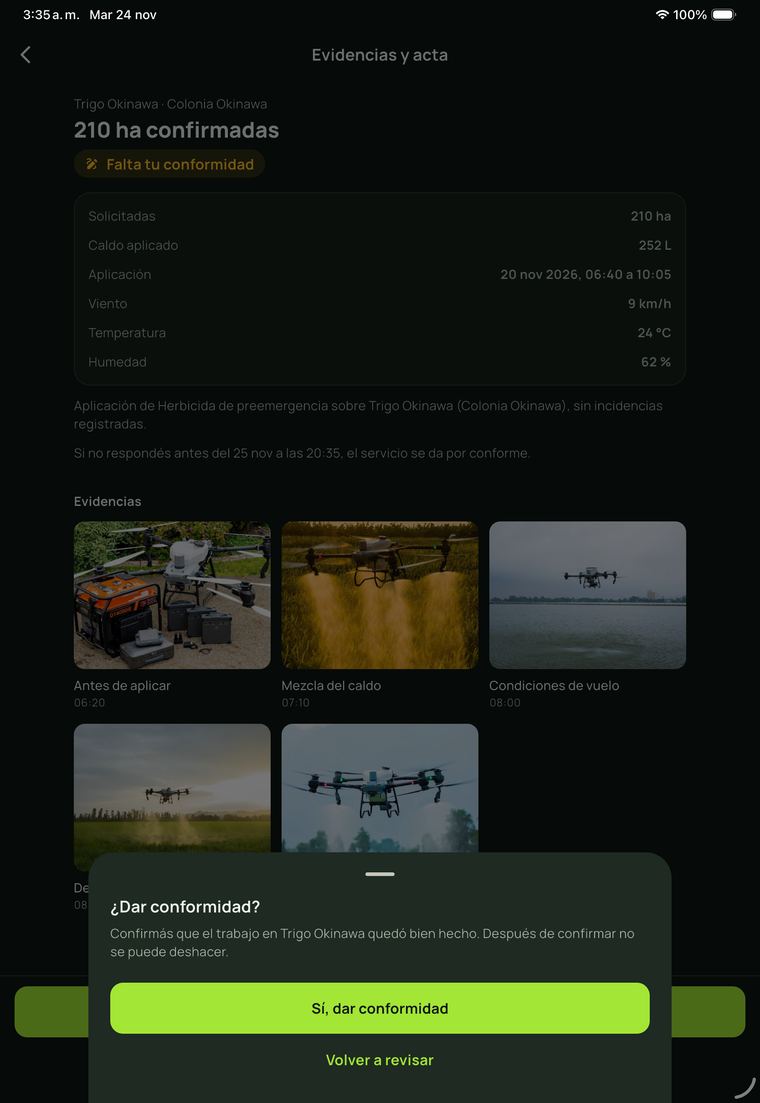 3:35 a. m. Mar 24 nov
100%
Evidencias y acta
Trigo Okinawa · Colonia Okinawa
210 ha confirmadas
Falta tu conformidad
Solicitadas 210 ha
Caldo aplicado 252 L
Aplicación 20 nov 2026, 06:40 a 10:05
Viento 9 km/h
Temperatura 24 °C
Humedad 62 %
Aplicación de Herbicida de preemergencia sobre Trigo Okinawa (Colonia Okinawa), sin incidencias
registradas.
Si no respondés antes del 25 nov a las 20:35, el servicio se da por conforme.
Evidencias
Antes de aplicar
06:20
Mezcla del caldo
07:10
Condiciones de vuelo
08:00
De
08
¿Dar conformidad?
Confirmás que el trabajo en Trigo Okinawa quedó bien hecho. Después de confirmar no
se puede deshacer.
Sí, dar conformidad
Volver a revisar